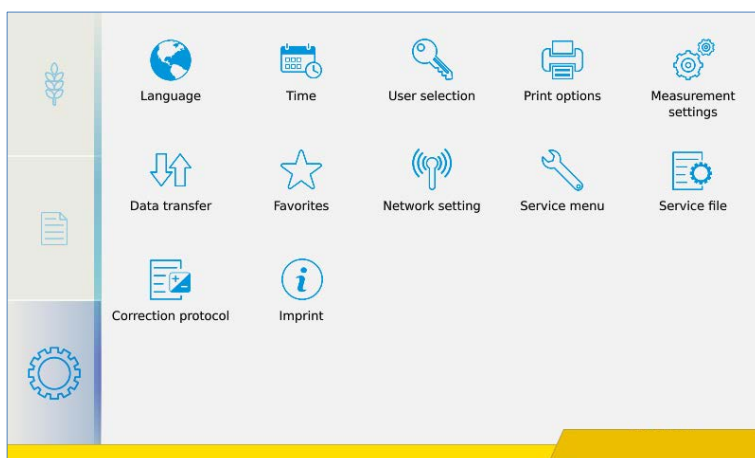 Language
Time
User selection
Print options
Measurement
settings
Data transfer
Favorites
Network setting
Service menu
Service file
Correction protocol
Imprint